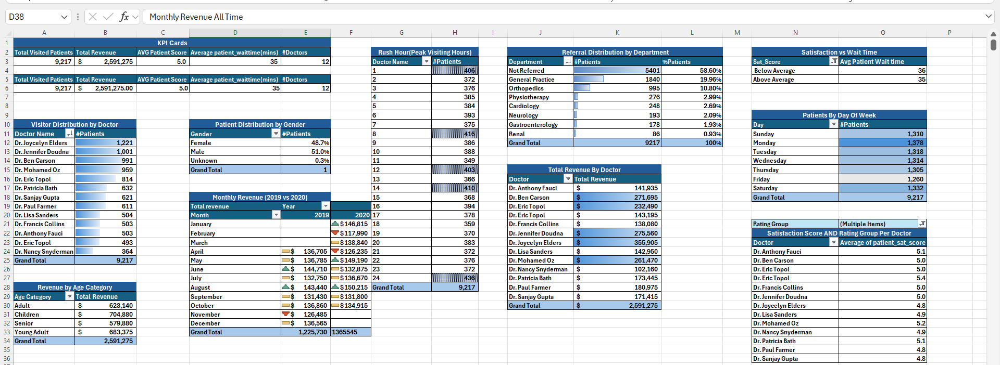 D38 fx Monthly Revenue All Time
A B C D E F G H I J K L M N O P
1 KPI Cards
2 Total Visited Patients Total Revenue AVG Patient Score Average patient_waittime(mins) #Doctors Rush Hour(Peak Visiting Hours) Referral Distribution by Department Satisfaction vs Wait Time
3 9,217 $ 2,591,275 5.0 35 12 Doctor Name #Patients Department #Patients %Patients Sat_Score Avg Patient Wait time
4 1 406 Not Referred 5401 58.60% Below Average 36
5 Total Visited Patients Total Revenue AVG Patient Score Average patient_waittime(mins) #Doctors 2 372 General Practice 1840 19.96% Above Average 35
6 9,217 $ 2,591,275.00 5.0 35 12 3 376 Orthopedics 995 10.80%
7 4 385 Physiotherapy 276 2.99%
8 5 384 Cardiology 248 2.69%
9 6 393 Neurology 193 2.09% Patients By Day Of Week
10 Visitor Distribution by Doctor Patient Distribution by Gender 7 375 Gastroenterology 178 1.93% Day #Patients
11 Doctor Name #Patients Gender #Patients 8 416 Renal 86 0.93% Sunday 1,310
12 Dr. Joycelyn Elders 1,221 Female 48.7% 9 386 Grand Total 9217 100% Monday 1,378
13 Dr. Jennifer Doudna 1,001 Male 51.0% 10 388 Tuesday 1,318
14 Dr. Ben Carson 991 Unknown 0.3% 11 349 Wednesday 1,314
15 Dr. Mohamed Oz 959 Grand Total 1 12 403 Total Revenue By Doctor Thursday 1,305
16 Dr. Eric Topol 814 13 366 Doctor Total Revenue Friday 1,260
17 Dr. Patricia Bath 632 14 410 Dr. Anthony Fauci $ 141,935 Saturday 1,332
18 Dr. Sanjay Gupta 621 Monthly Revenue (2019 vs 2020) 15 368 Dr. Ben Carson $ 271,695 Grand Total 9,217
19 Dr. Paul Farmer 611 Total revenue Year 16 394 Dr. Eric Topol $ 232,490
20 Dr. Lisa Sanders 504 Month 2019 2020 17 378 Dr. Eric Topol $ 143,195
21 Dr. Francis Collins 503 January $146,815 18 359 Dr. Francis Collins $ 138,080 Rating Group (Multiple Items)
22 Dr. Anthony Fauci 503 February $117,990 19 370 Dr. Jennifer Doudna $ 275,560 Satisfaction Score AND Rating Group Per Doctor
23 Dr. Eric Topol 493 March $138,840 20 383 Dr. Joycelyn Elders $ 355,905 Doctor Average of patient_sat_score
24 Dr. Nancy Snyderman 364 April $ 136,705 $126,235 21 372 Dr. Lisa Sanders $ 142,950 Dr. Anthony Fauci 5.1
25 Grand Total 9,217 May $ 136,785 $149,190 22 376 Dr. Mohamed Oz $ 261,470 Dr. Ben Carson 5.0
26 June $ 144,710 $132,875 23 372 Dr. Nancy Snyderman $ 102,160 Dr. Eric Topol 5.0
27 July $ 132,750 $136,670 24 436 Dr. Patricia Bath $ 173,445 Dr. Eric Topol 5.4
28 Revenue by Age Category August $ 143,440 $150,215 Grand Total 9,217 Dr. Paul Farmer $ 180,975 Dr. Francis Collins 5.0
29 Age Category Total Revenue September $ 131,430 $131,800 Dr. Sanjay Gupta $ 171,415 Dr. Jennifer Doudna 5.0
30 Adult $ 623,140 October $ 136,860 $134,915 Grand Total $ 2,591,275 Dr. Joycelyn Elders 4.8
31 Children $ 704,880 November $ 126,485 Dr. Lisa Sanders 4.9
32 Senior $ 579,880 December $ 136,565 Dr. Mohamed Oz 5.2
33 Young Adult $ 683,375 Grand Total 1,225,730 1365545 Dr. Nancy Snyderman 4.9
34 Grand Total 2,591,275 Dr. Patricia Bath 5.1
35 Dr. Paul Farmer 4.8
36 Dr. Sanjay Gupta 4.8